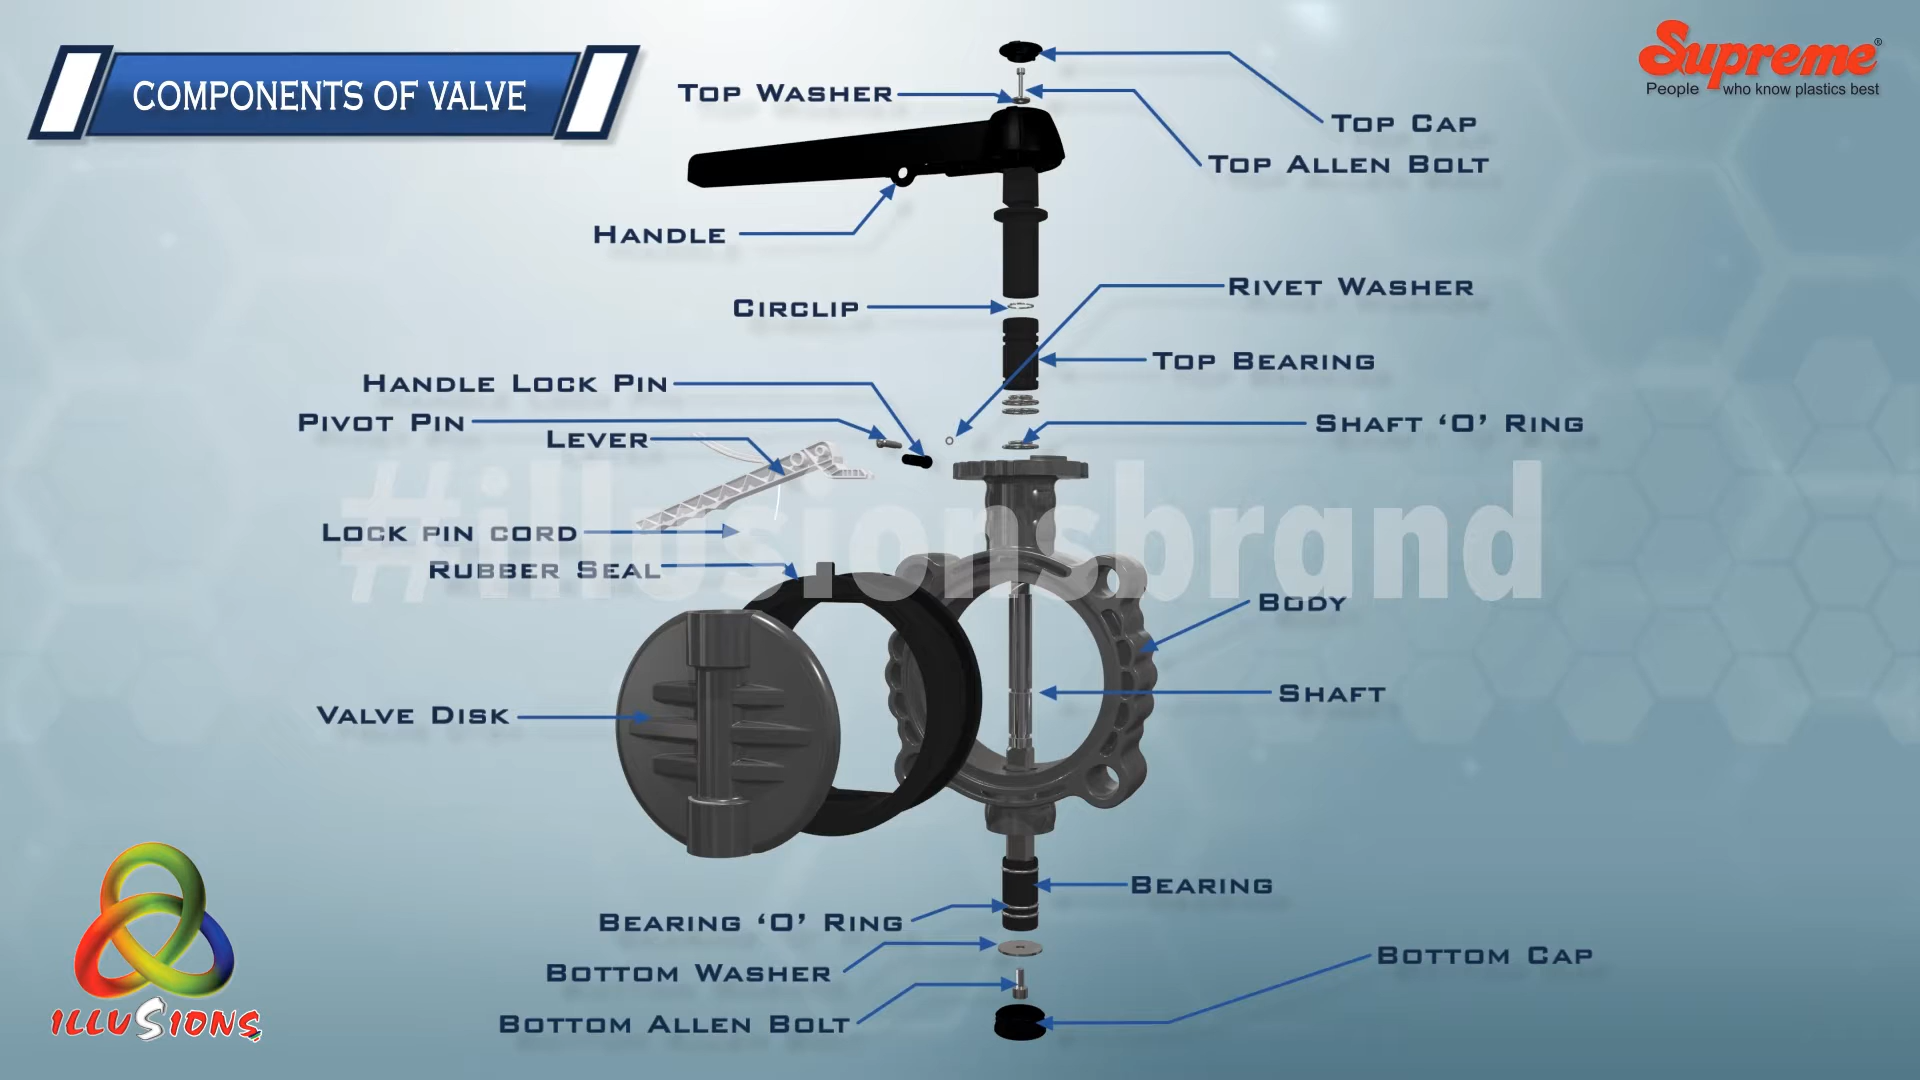 COMPONENTS OF VALVE
Supreme®
People who know plastics best
TOP WASHER
TOP CAP
TOP ALLEN BOLT
HANDLE
RIVET WASHER
CIRCLIP
TOP BEARING
HANDLE LOCK PIN
PIVOT PIN
SHAFT ‘O’ RING
LEVER
#illusionsbrand
LOCK PIN CORD
RUBBER SEAL
BODY
SHAFT
VALVE DISK
BEARING
BEARING ‘O’ RING
BOTTOM CAP
BOTTOM WASHER
BOTTOM ALLEN BOLT
ILLUSIONS